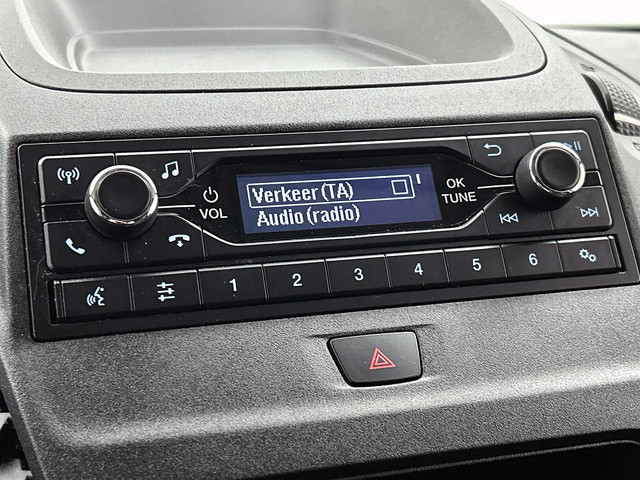 Verkeer (TA)
Audio (radio)
VOL
OK
TUNE
1 2 3 4 5 6